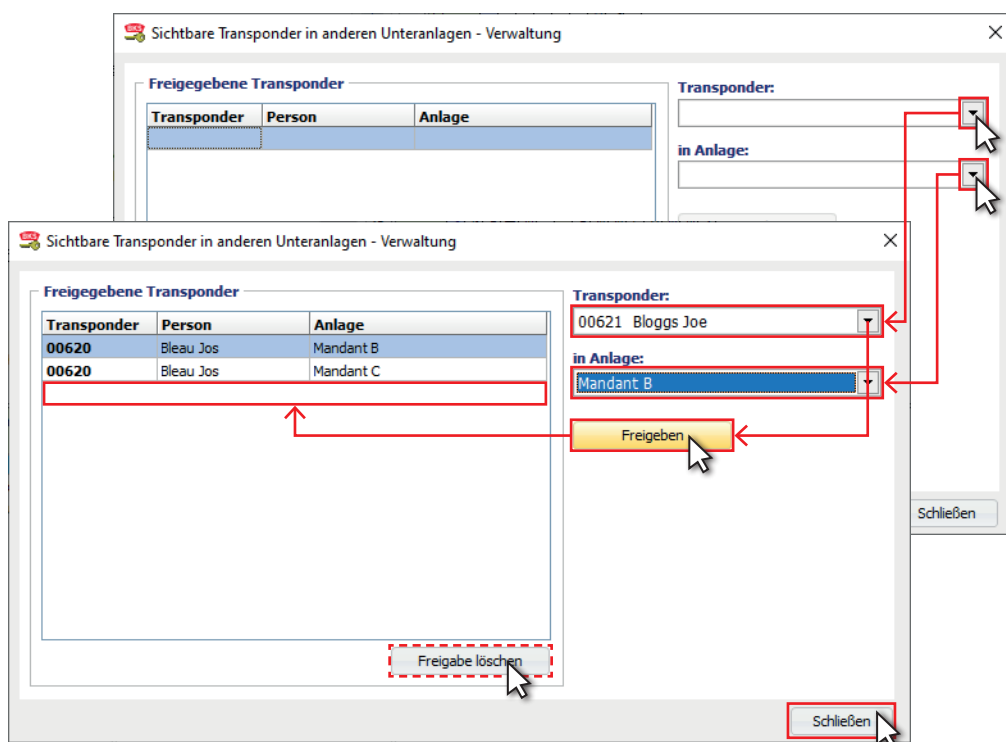 Sichtbare Transponder in anderen Unteranlagen - Verwaltung
Freigegebene Transponder
Transponder Person Anlage
Transponder:
in Anlage:
Schließen
Sichtbare Transponder in anderen Unteranlagen - Verwaltung
Freigegebene Transponder
Transponder Person Anlage
00620 Bleau Jos Mandant B
00620 Bleau Jos Mandant C
Freigabe löschen
Transponder:
00621 Bloggs Joe
in Anlage:
Mandant B
Freigeben
Schließen